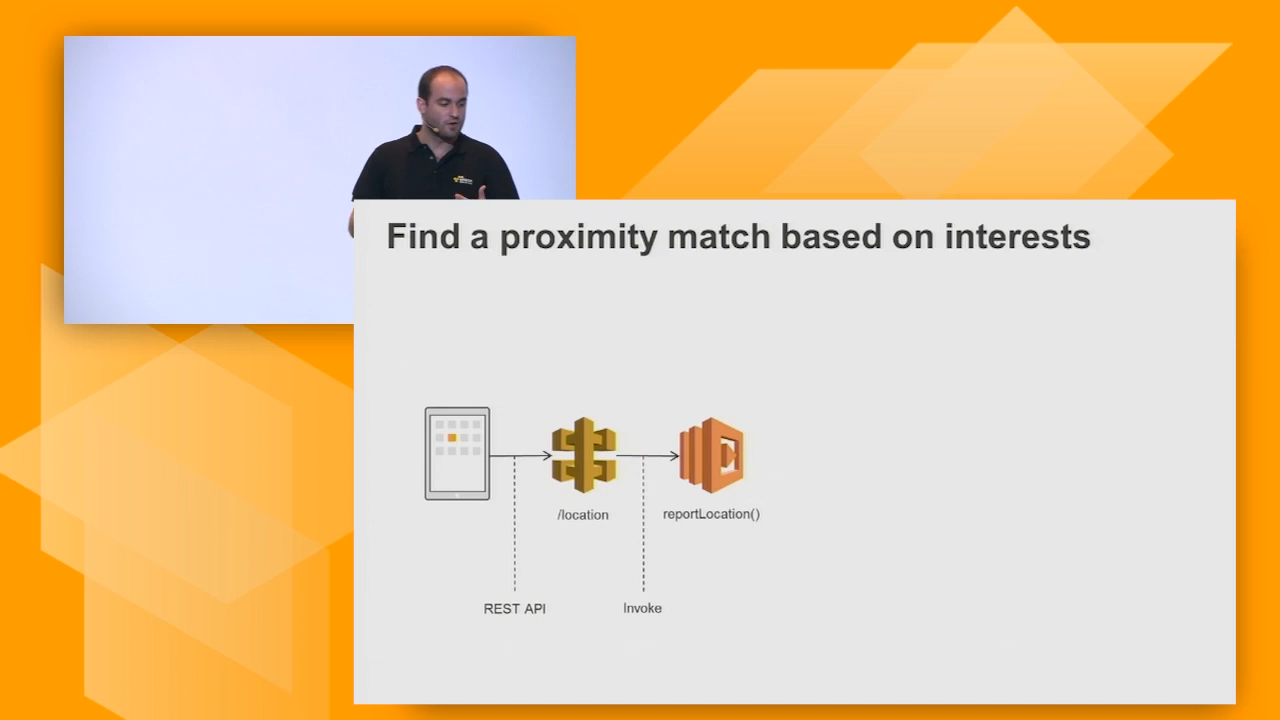 Find a proximity match based on interests
/location
reportLocation()
REST API
Invoke